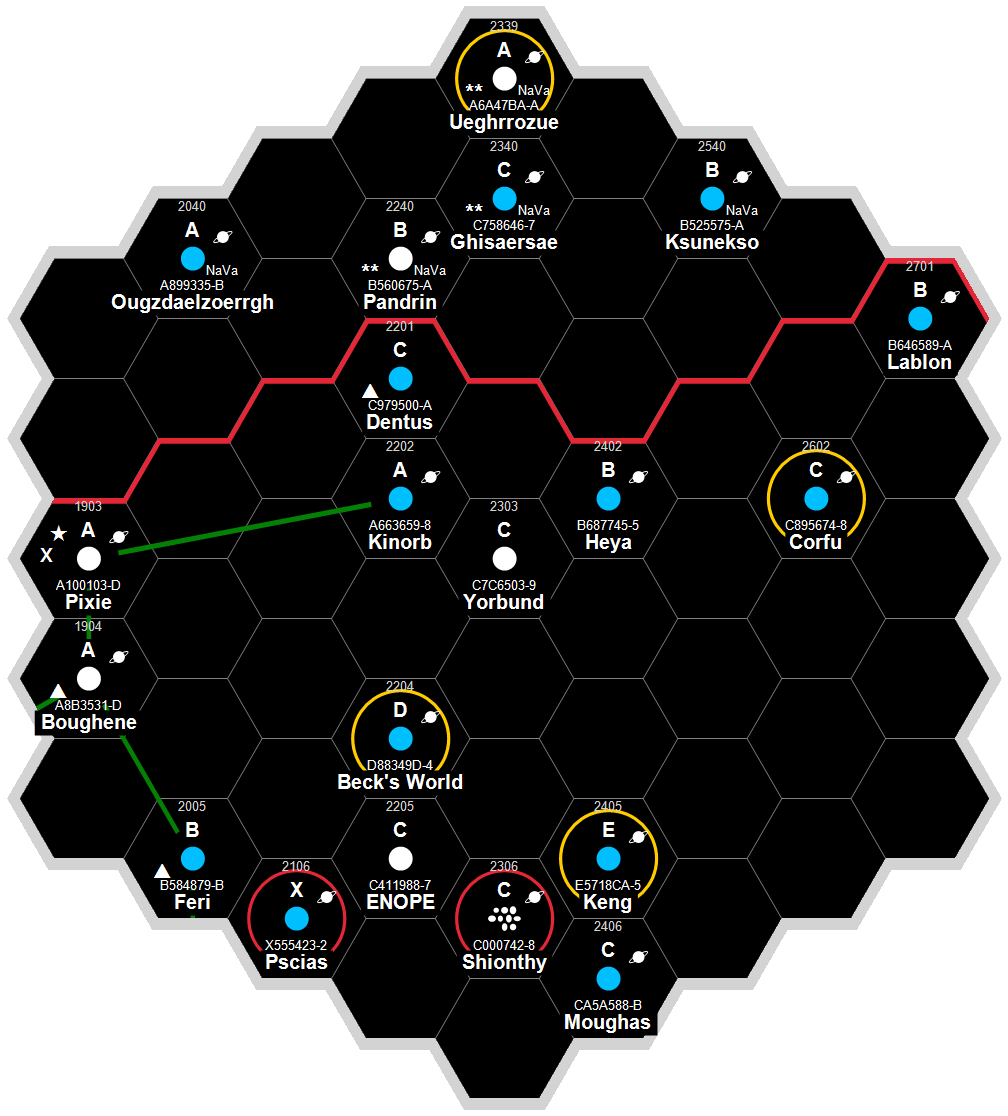 2339
A
** NaVa
A6A47BA-A
Ueghrrozue
2340
C
** NaVa
C758646-7
Ghisaersae
2540
B
NaVa
B525575-A
Ksunekso
2040
A
NaVa
A899335-B
Ougzdaelzoerrgh
2240
B
** NaVa
B560675-A
Pandrin
2701
B
B646589-A
Lablon
2201
C
C979500-A
Dentus
2202
A
A663659-8
Kinorb
2402
B
B687745-5
Heya
2602
C
C895674-8
Corfu
1903
A
X
A100103-D
Pixie
2303
C
C7C6503-9
Yorbund
1904
A
A8B3531-D
Boughene
2204
D
D88349D-4
Beck's World
2005
B
B584879-B
Feri
2205
C
C411988-7
ENOPE
2405
E
E5718CA-5
Keng
2106
X
X555423-2
Pscias
2306
C
C000742-8
Shionthy
2406
C
CA5A588-B
Moughas